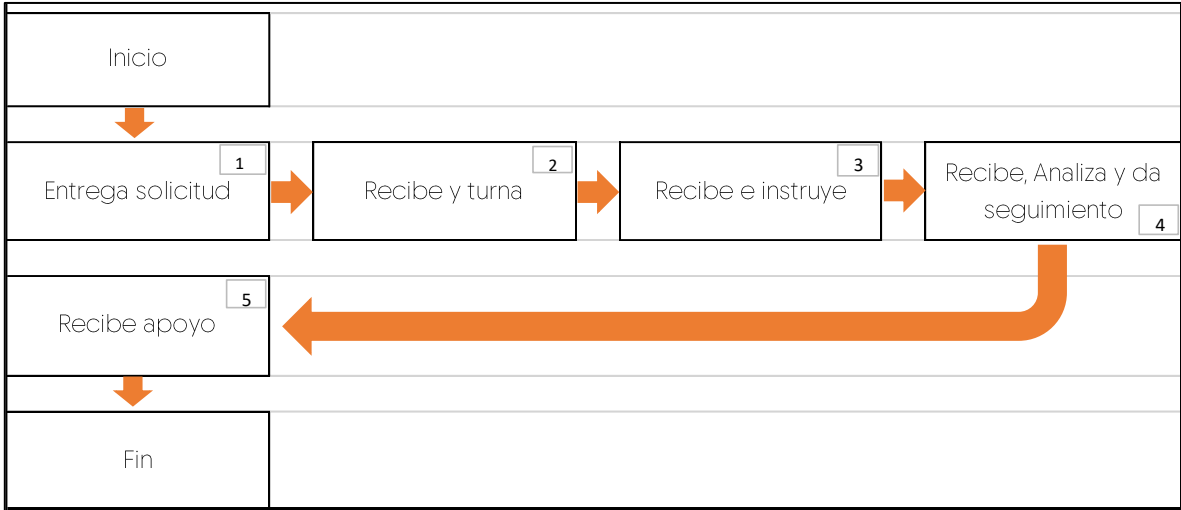 Inicio
1
Entrega solicitud
2
Recibe y turna
3
Recibe e instruye
Recibe, Analiza y da
seguimiento
4
5
Recibe apoyo
Fin